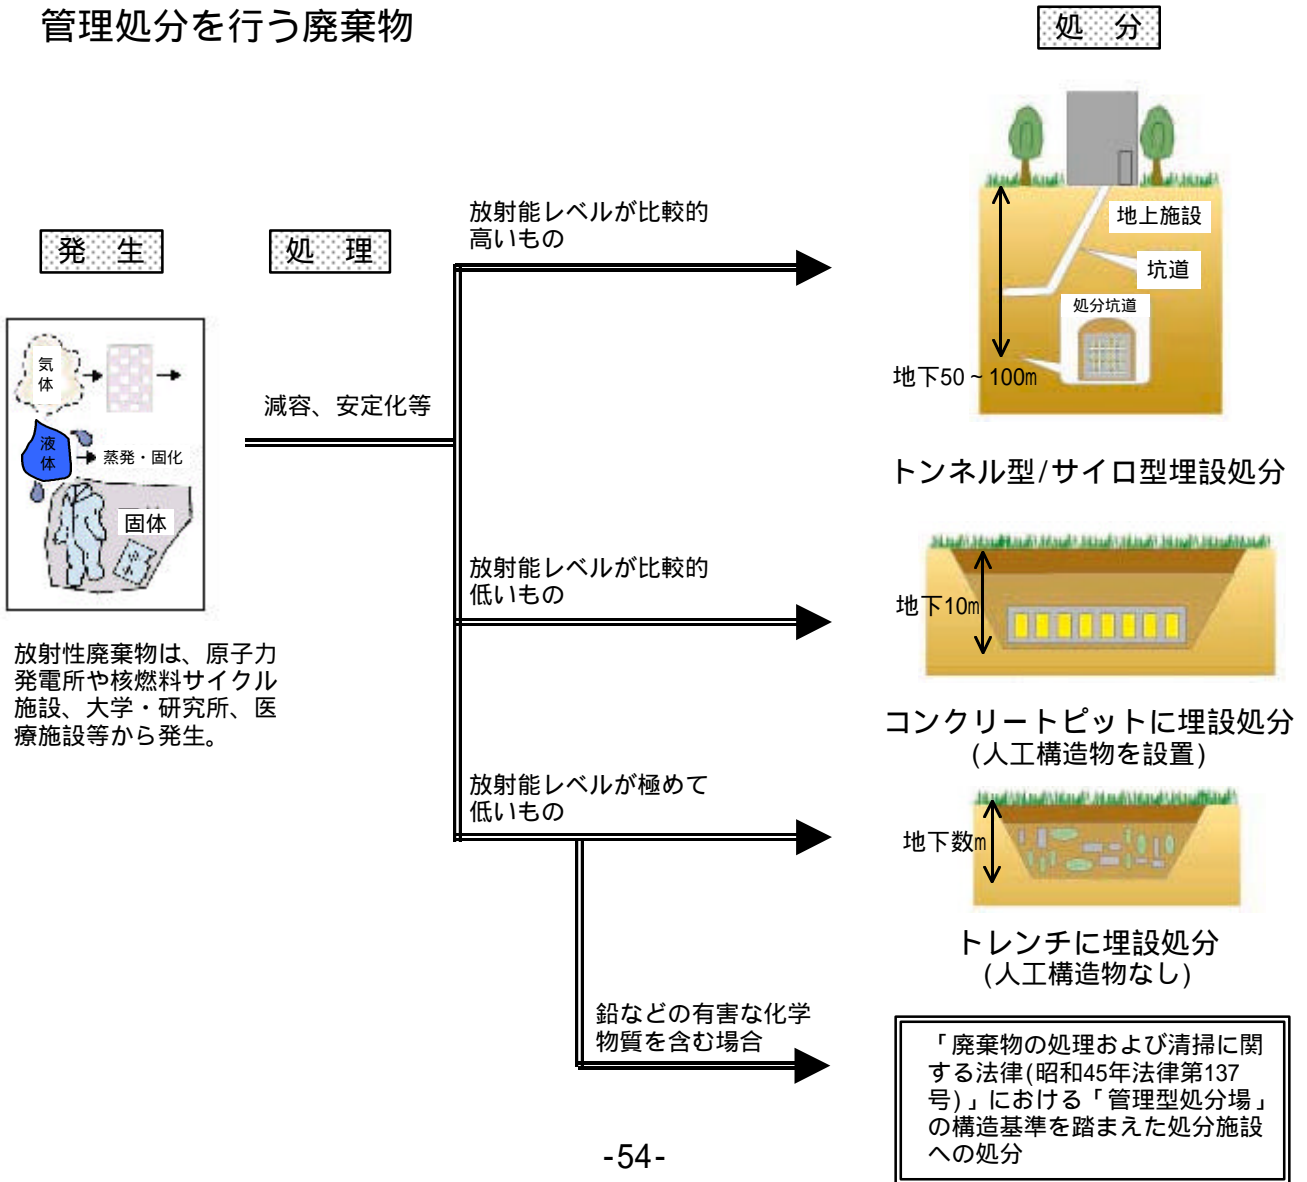 管理処分を行う廃棄物
処 分
発 生
処 理
気
体
液
体
蒸発・固化
固体
放射性廃棄物は、原子力
発電所や核燃料サイクル
施設、大学・研究所、医
療施設等から発生。
減容、安定化等
放射能レベルが比較的
高いもの
地上施設
坑道
処分坑道
地下50~100m
トンネル型/サイロ型埋設処分
放射能レベルが比較的
低いもの
地下10m
コンクリートピットに埋設処分
(人工構造物を設置)
放射能レベルが極めて
低いもの
地下数m
トレンチに埋設処分
(人工構造物なし)
鉛などの有害な化学
物質を含む場合
「廃棄物の処理および清掃に関
する法律(昭和45年法律第137
号)」における「管理型処分場」
の構造基準を踏まえた処分施設
への処分
-54-